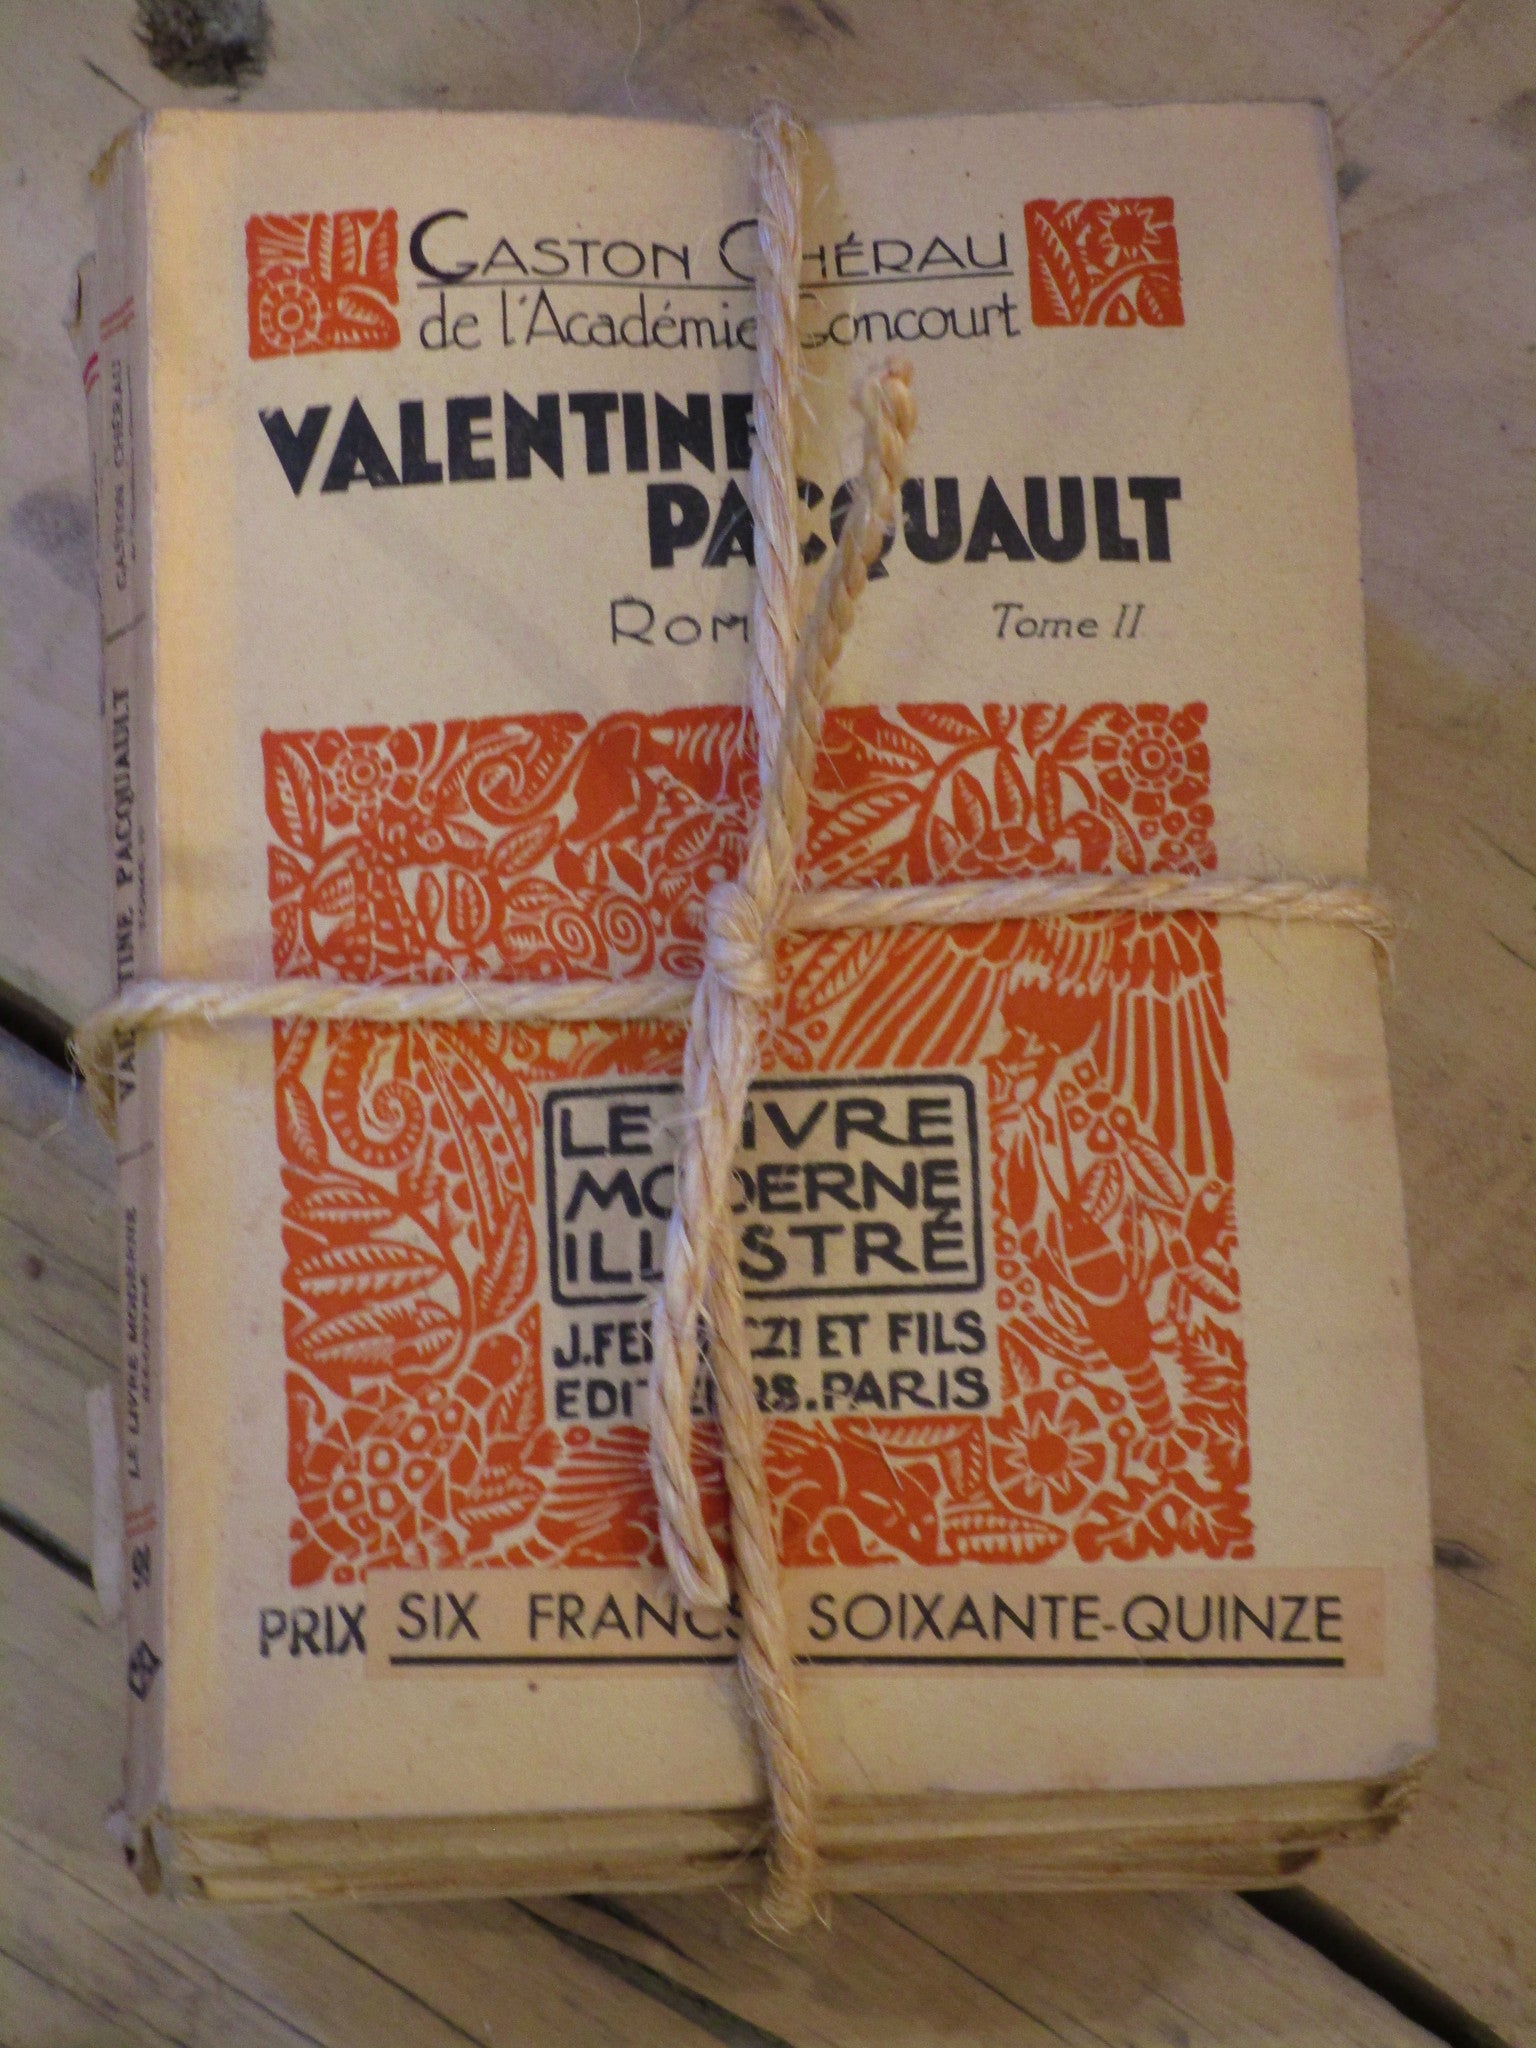 GASTON CHÉRAU
de l'Académie Goncourt
VALENTINE
PACQUAULT
ROMAN Tome II
LE LIVRE
MODERNE
ILLUSTRÉ
J. FERENCZI ET FILS
EDITEURS. PARIS
PRIX SIX FRANCS SOIXANTE-QUINZE
GASTON CHÉRAU
VALENTINE PACQUAULT
LE LIVRE MODERNE
ILLUSTRÉ